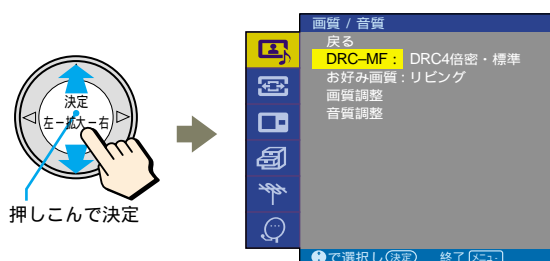 決定
左－拡大－右
押しこんで決定
画質 / 音質
戻る
DRC–MF： DRC4倍密・標準
お好み画質：リビング
画質調整
音質調整
で選択し 決定 終了 メニュー